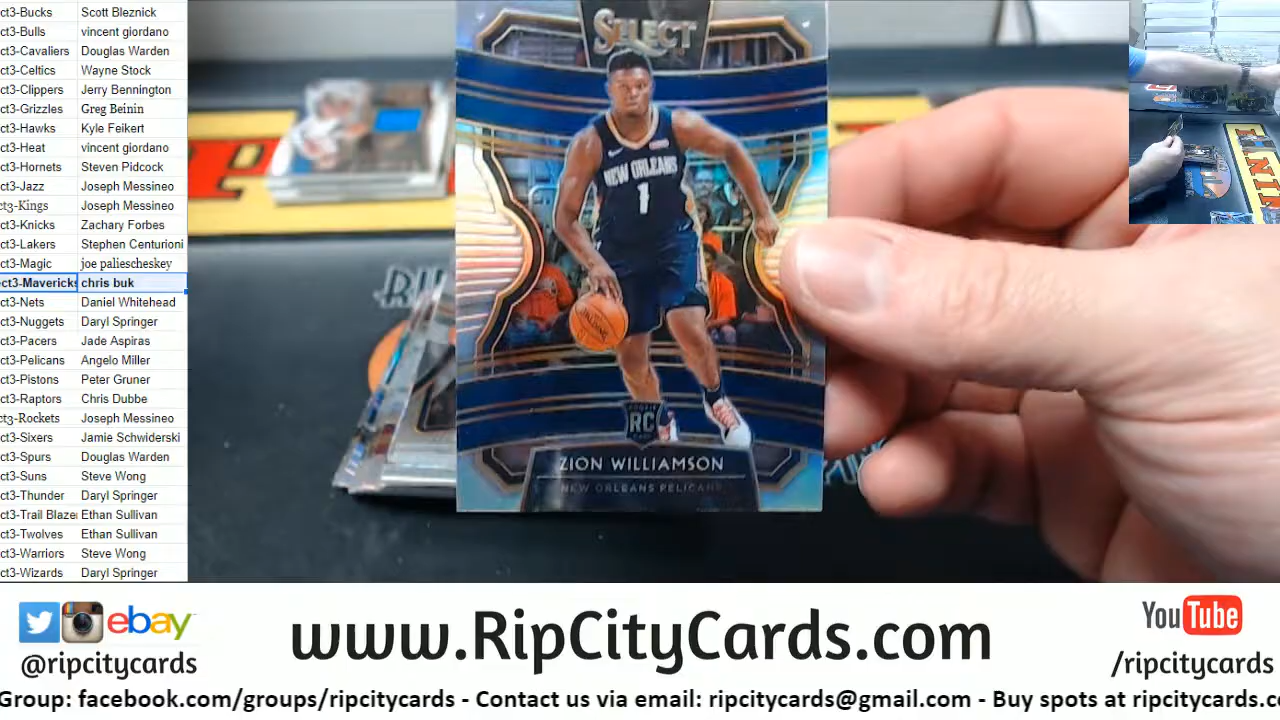 ct3-Bucks Scott Bleznick
ct3-Bulls vincent giordano
ct3-Cavaliers Douglas Warden
ct3-Celtics Wayne Stock
ct3-Clippers Jerry Bennington
ct3-Grizzles Greg Beinin
ct3-Hawks Kyle Feikert
ct3-Heat vincent giordano
ct3-Hornets Steven Pidcock
ct3-Jazz Joseph Messineo
ct3-Kings Joseph Messineo
ct3-Knicks Zachary Forbes
ct3-Lakers Stephen Centurioni
ct3-Magic joe paliescheskey
ect3-Mavericks chris buk
ct3-Nets Daniel Whitehead
ct3-Nuggets Daryl Springer
ct3-Pacers Jade Aspiras
ct3-Pelicans Angelo Miller
ct3-Pistons Peter Gruner
ct3-Raptors Chris Dubbe
ct3-Rockets Joseph Messineo
ct3-Sixers Jamie Schwiderski
ct3-Spurs Douglas Warden
ct3-Suns Steve Wong
ct3-Thunder Daryl Springer
ct3-Trail Blaze Ethan Sullivan
ct3-Twolves Ethan Sullivan
ct3-Warriors Steve Wong
ct3-Wizards Daryl Springer
SELECT
NEW ORLEANS
1
SPALDING
RC
ZION WILLIAMSON
NEW ORLEANS PELICANS
ebay
@ripcitycards
www.RipCityCards.com
YouTube
/ripcitycards
Group: facebook.com/groups/ripcitycards - Contact us via email: ripcitycards@gmail.com - Buy spots at ripcitycards.c